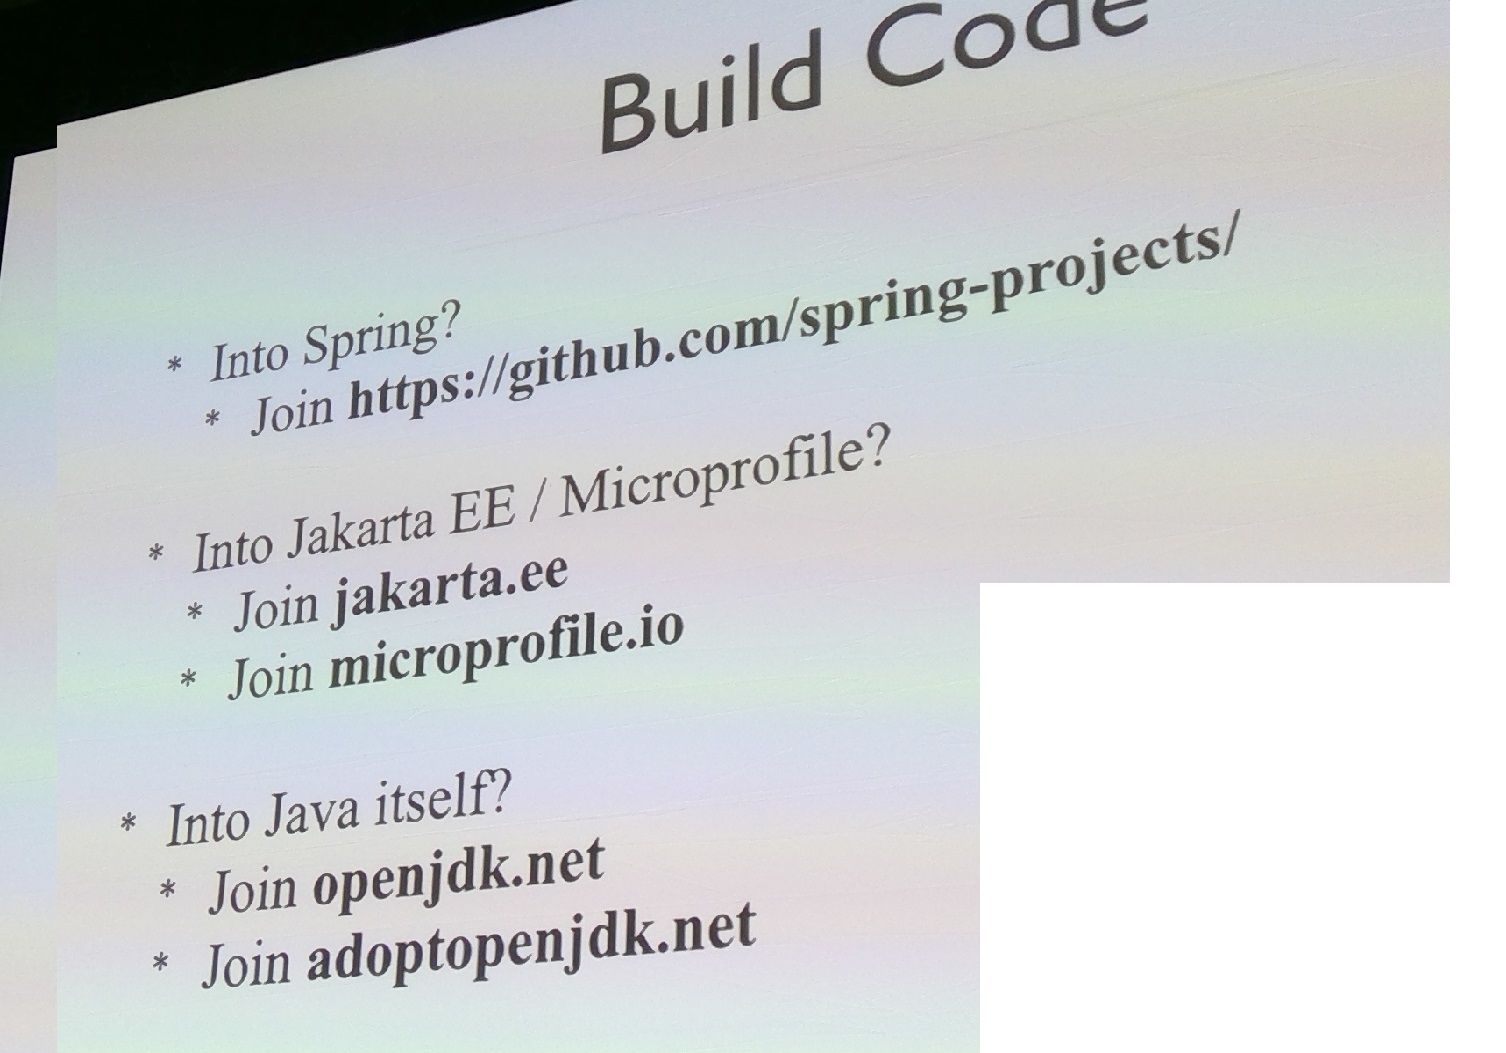 Build Code
* Into Spring?
* Join https://github.com/spring-projects/
* Into Jakarta EE / Microprofile?
* Join jakarta.ee
* Join microprofile.io
* Into Java itself?
* Join openjdk.net
* Join adoptopenjdk.net